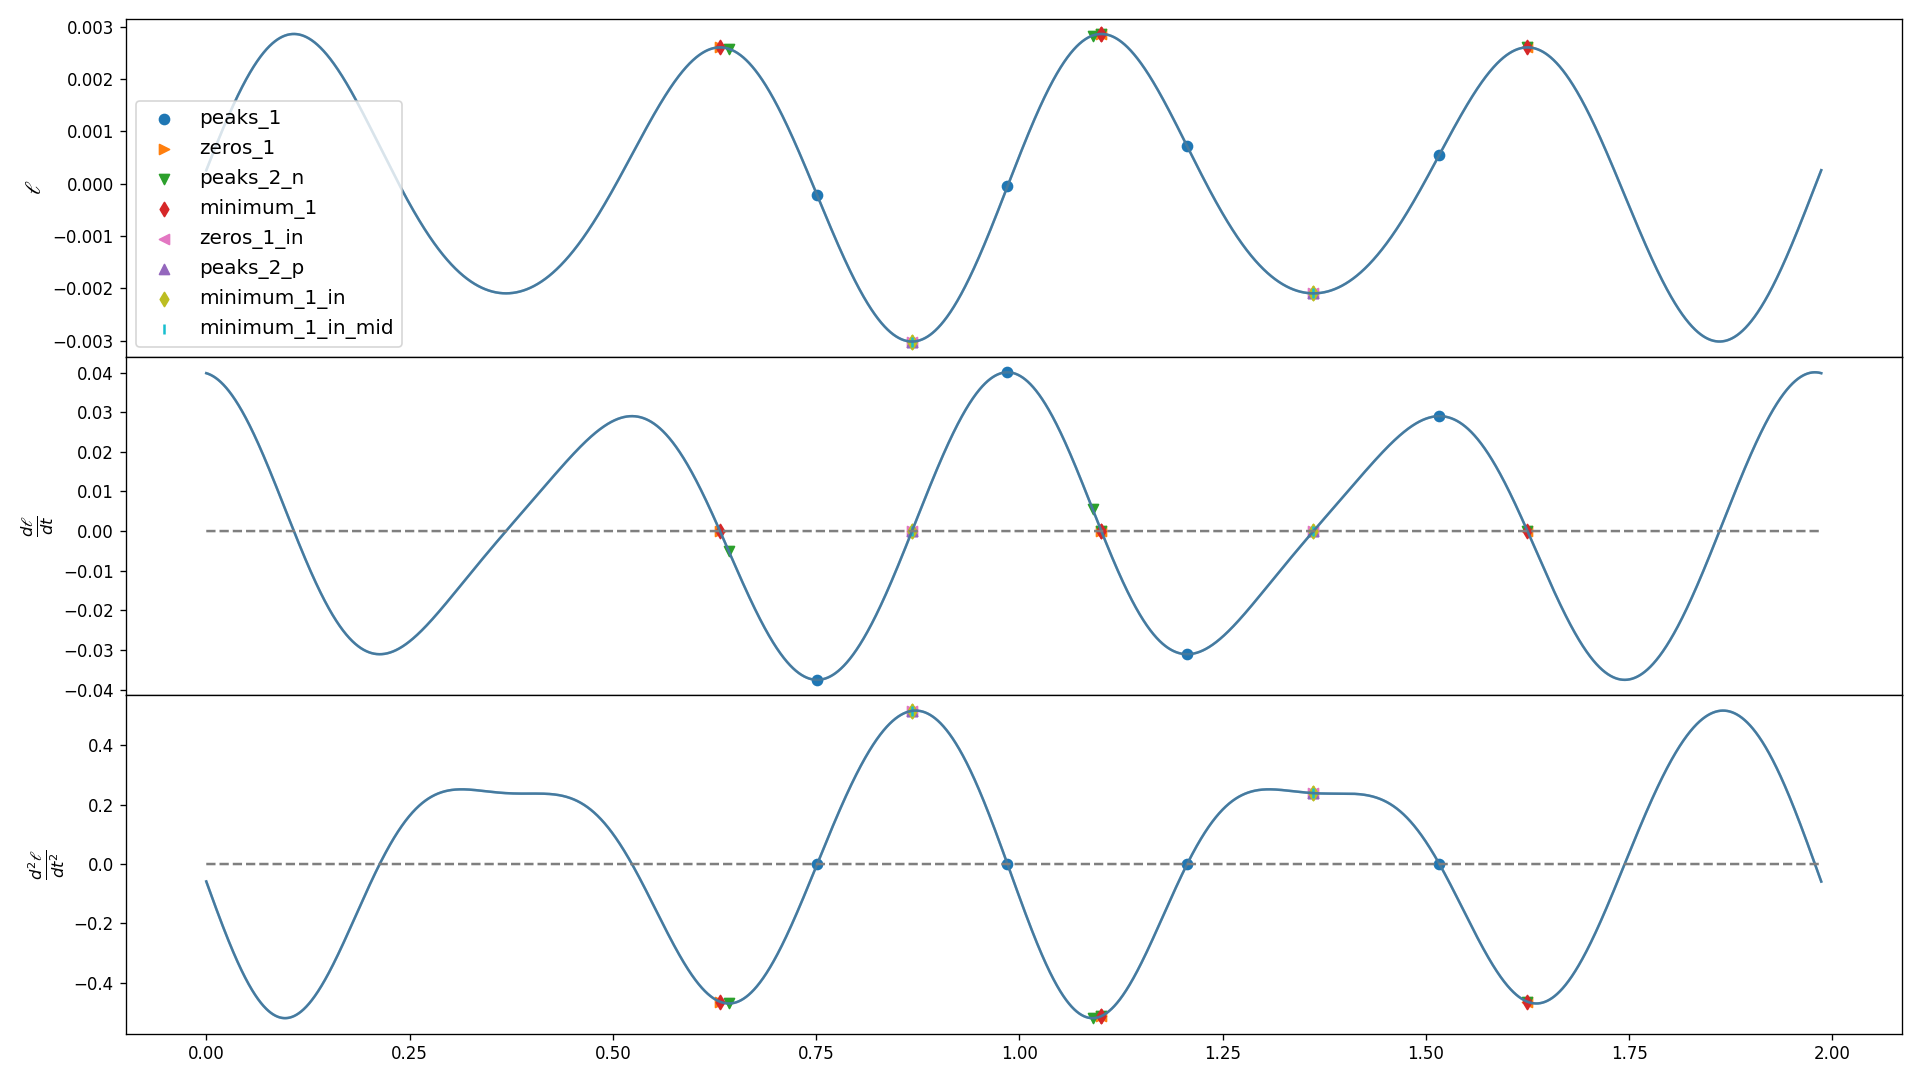 0.003
0.002
0.001
0.000
−0.001
−0.002
−0.003
ℓ
peaks_1
zeros_1
peaks_2_n
minimum_1
zeros_1_in
peaks_2_p
minimum_1_in
minimum_1_in_mid
0.04
0.03
0.02
0.01
0.00
−0.01
−0.02
−0.03
−0.04
dℓ
dt
0.4
0.2
0.0
−0.2
−0.4
d²ℓ
dt²
0.00 0.25 0.50 0.75 1.00 1.25 1.50 1.75 2.00